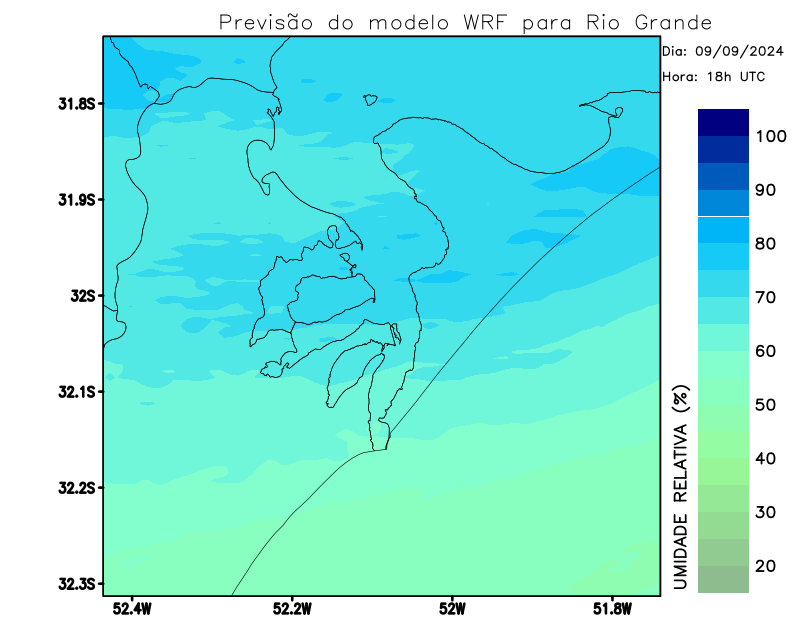 Previsão do modelo WRF para Rio Grande
Dia: 09/09/2024
Hora: 18h UTC
31.8S
31.9S
32S
32.1S
32.2S
32.3S
52.4W
52.2W
52W
51.8W
100
90
80
70
60
50
40
30
20
UMIDADE RELATIVA (%)